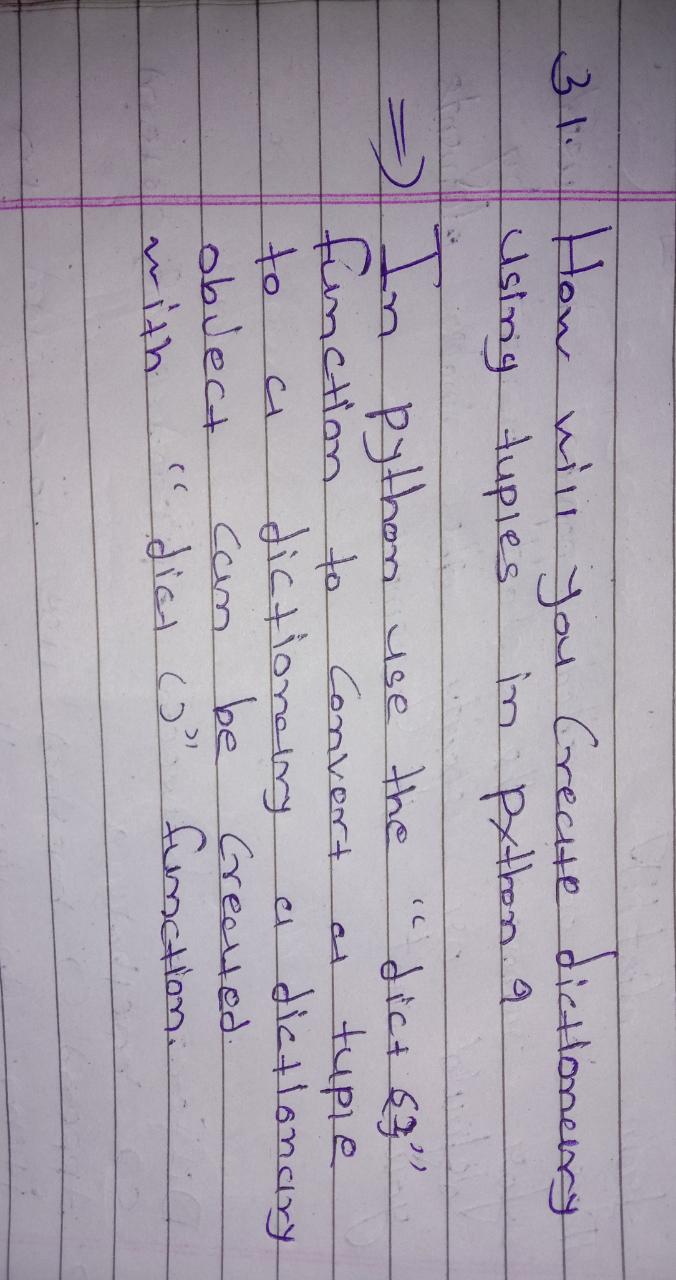 31. How will you Create dictionary
using tuples in python ?
⇒ In python use the “dict {}”
function to convert a tuple
to a dictionary a dictionary
object can be created.
with “dict ()” function.